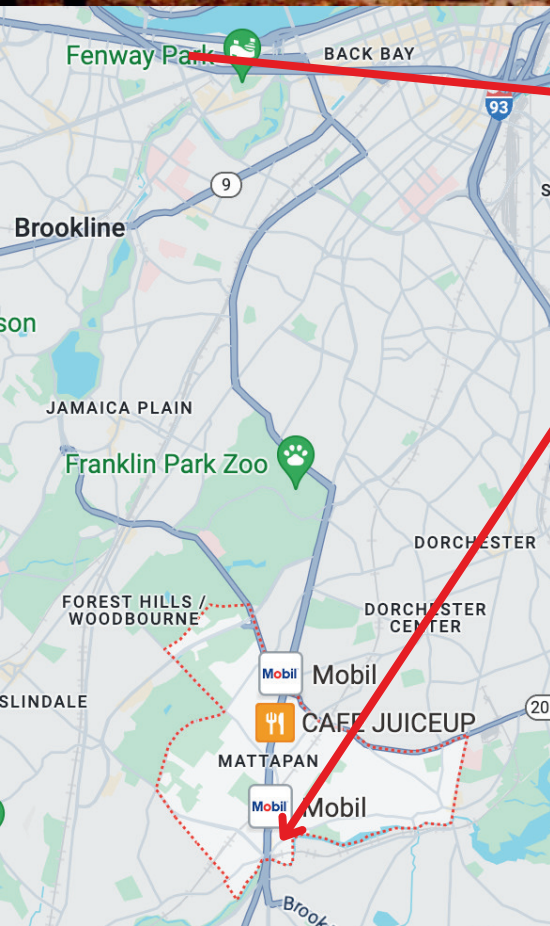 Fenway Park
BACK BAY
93
S
9
Brookline
son
JAMAICA PLAIN
Franklin Park Zoo
DORCHESTER
FOREST HILLS /
WOODBOURNE
DORCHESTER
CENTER
Mobil Mobil
SLINDALE
20
CAFE JUICEUP
MATTAPAN
Mobil Mobil
Brook